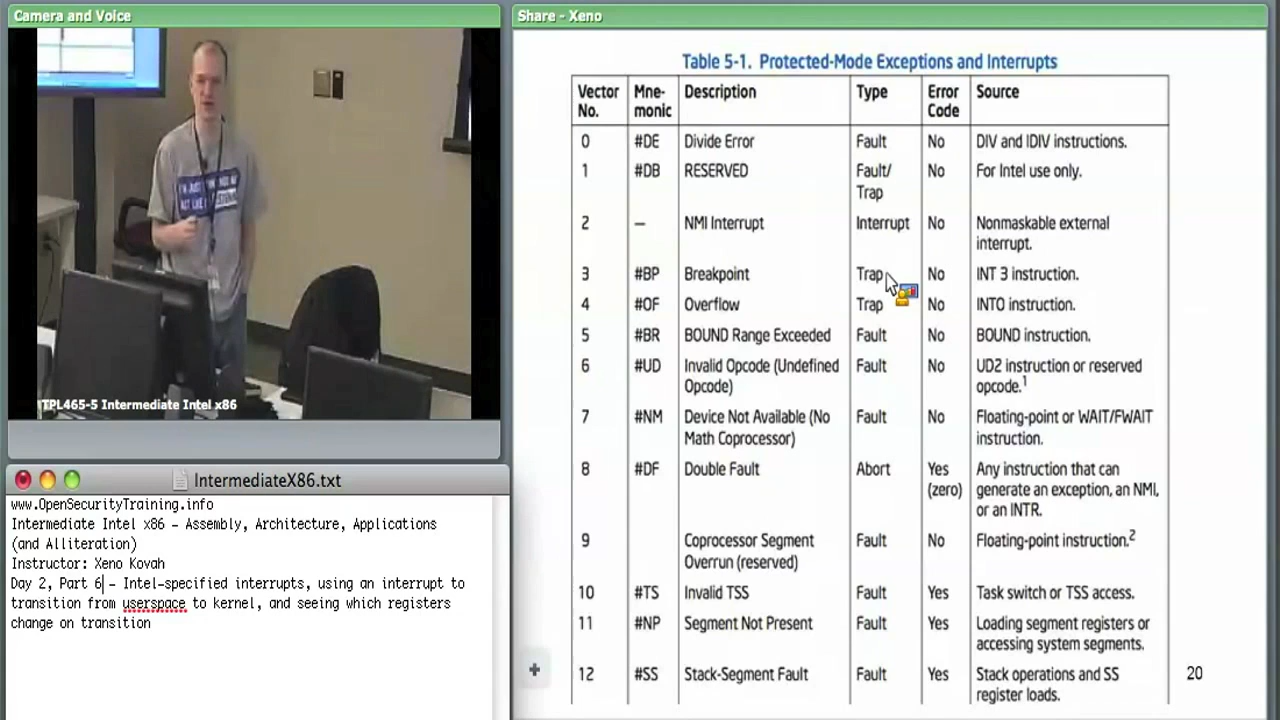 Camera and Voice
TPL465-5 Intermediate Intel x86
IntermediateX86.txt
www.OpenSecurityTraining.info
Intermediate Intel x86 - Assembly, Architecture, Applications
(and Alliteration)
Instructor: Xeno Kovah
Day 2, Part 6 - Intel-specified interrupts, using an interrupt to
transition from userspace to kernel, and seeing which registers
change on transition
Share - Xeno
Table 5-1. Protected-Mode Exceptions and Interrupts
Vector No. Mne-monic Description Type Error Code Source
0 #DE Divide Error Fault No DIV and IDIV instructions.
1 #DB RESERVED Fault/ No For Intel use only.
Trap
2 — NMI Interrupt Interrupt No Nonmaskable external
interrupt.
3 #BP Breakpoint Trap No INT 3 instruction.
4 #OF Overflow Trap No INTO instruction.
5 #BR BOUND Range Exceeded Fault No BOUND instruction.
6 #UD Invalid Opcode (Undefined Fault No UD2 instruction or reserved
Opcode) opcode.1
7 #NM Device Not Available (No Fault No Floating-point or WAIT/FWAIT
Math Coprocessor) instruction.
8 #DF Double Fault Abort Yes Any instruction that can
(zero) generate an exception, an NMI,
or an INTR.
9 Coprocessor Segment Fault No Floating-point instruction.2
Overrun (reserved)
10 #TS Invalid TSS Fault Yes Task switch or TSS access.
11 #NP Segment Not Present Fault Yes Loading segment registers or
accessing system segments.
12 #SS Stack-Segment Fault Fault Yes Stack operations and SS
register loads.
20